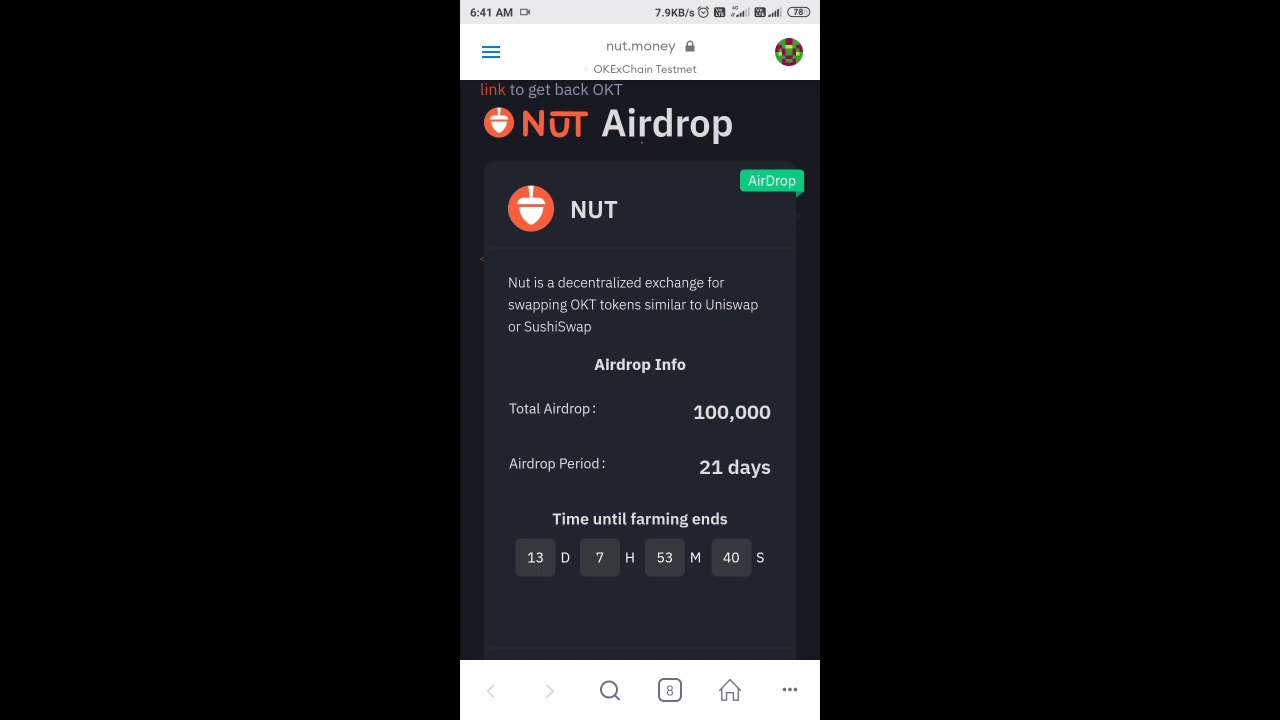 6:41 AM
7.9KB/s
4G
78
nut.money
OKExChain Testmet
link to get back OKT
NUT Airdrop
AirDrop
NUT
Nut is a decentralized exchange for
swapping OKT tokens similar to Uniswap
or SushiSwap
Airdrop Info
Total Airdrop:
100,000
Airdrop Period:
21 days
Time until farming ends
13 D 7 H 53 M 40 S
8